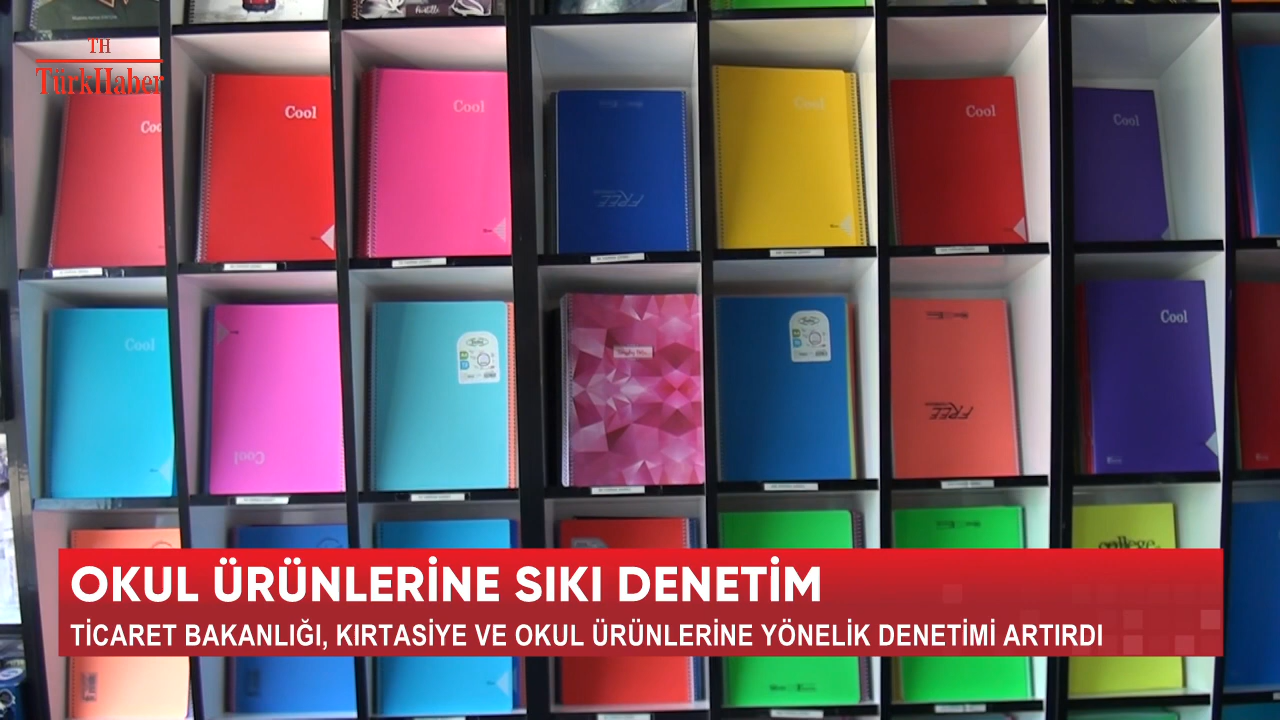 TH
TürkHaber
Cool
Cool
Cool
FREE
Cool
Cool
Cool
Cool
Cool
FREE
Cool
college
OKUL ÜRÜNLERİNE SIKI DENETİM
TİCARET BAKANLIĞI, KIRTASİYE VE OKUL ÜRÜNLERİNE YÖNELİK DENETİMİ ARTIRDI